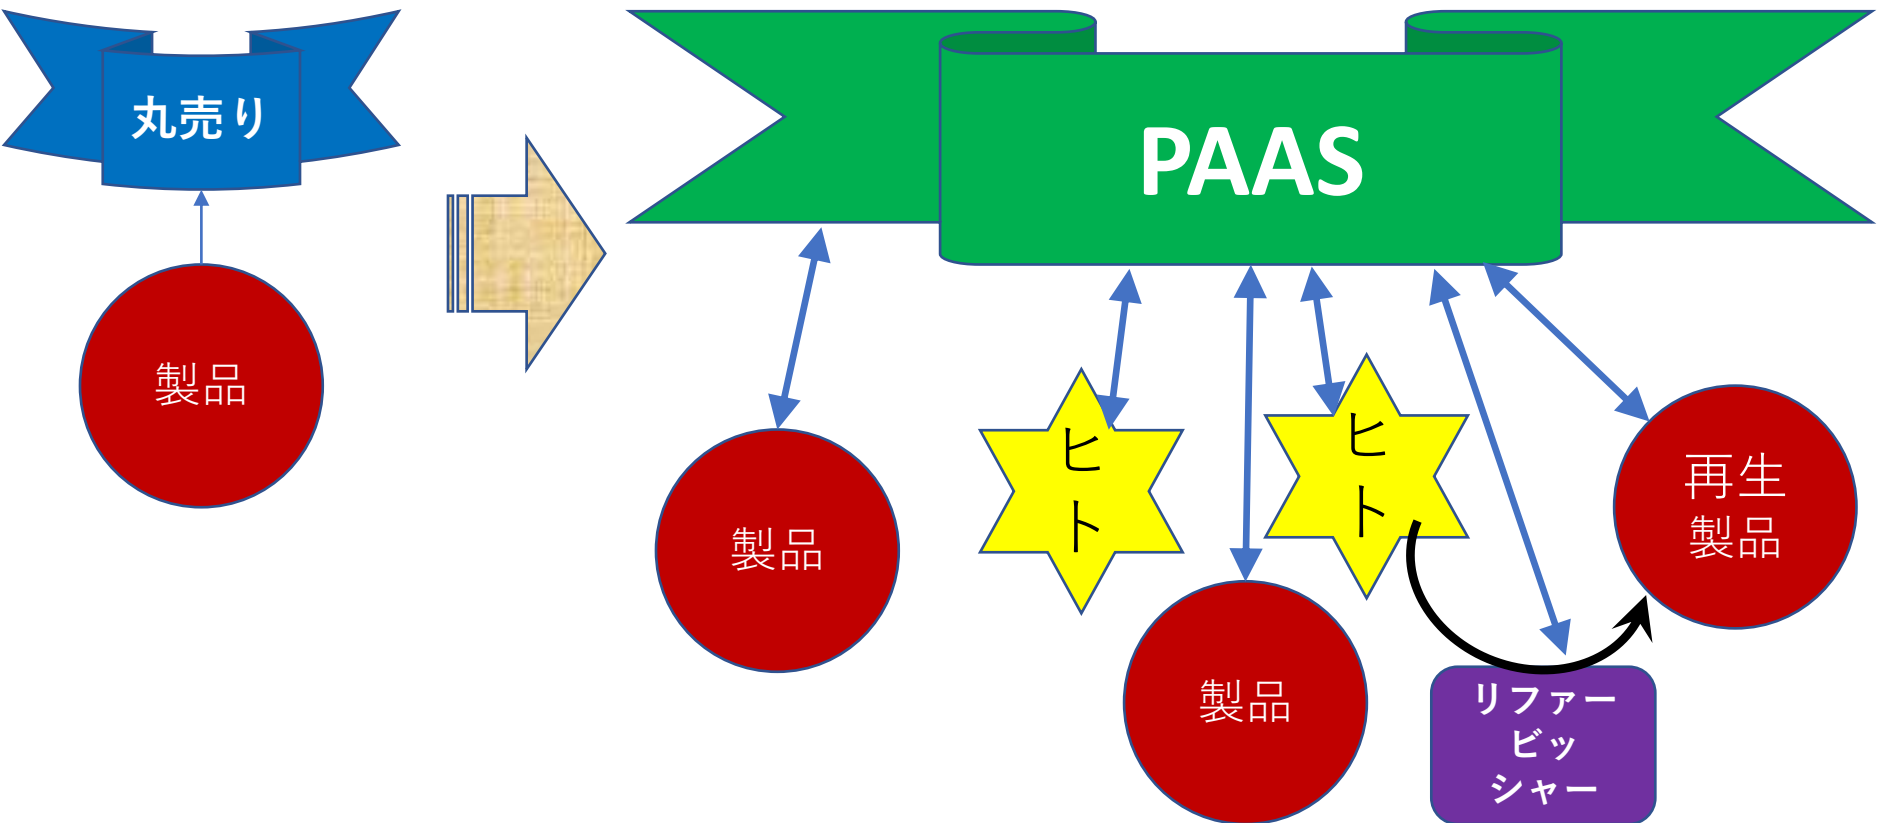 丸売り
製品
PAAS
製品
ヒ
ト
製品
ヒ
ト
リファー
ビッ
シャー
再生
製品